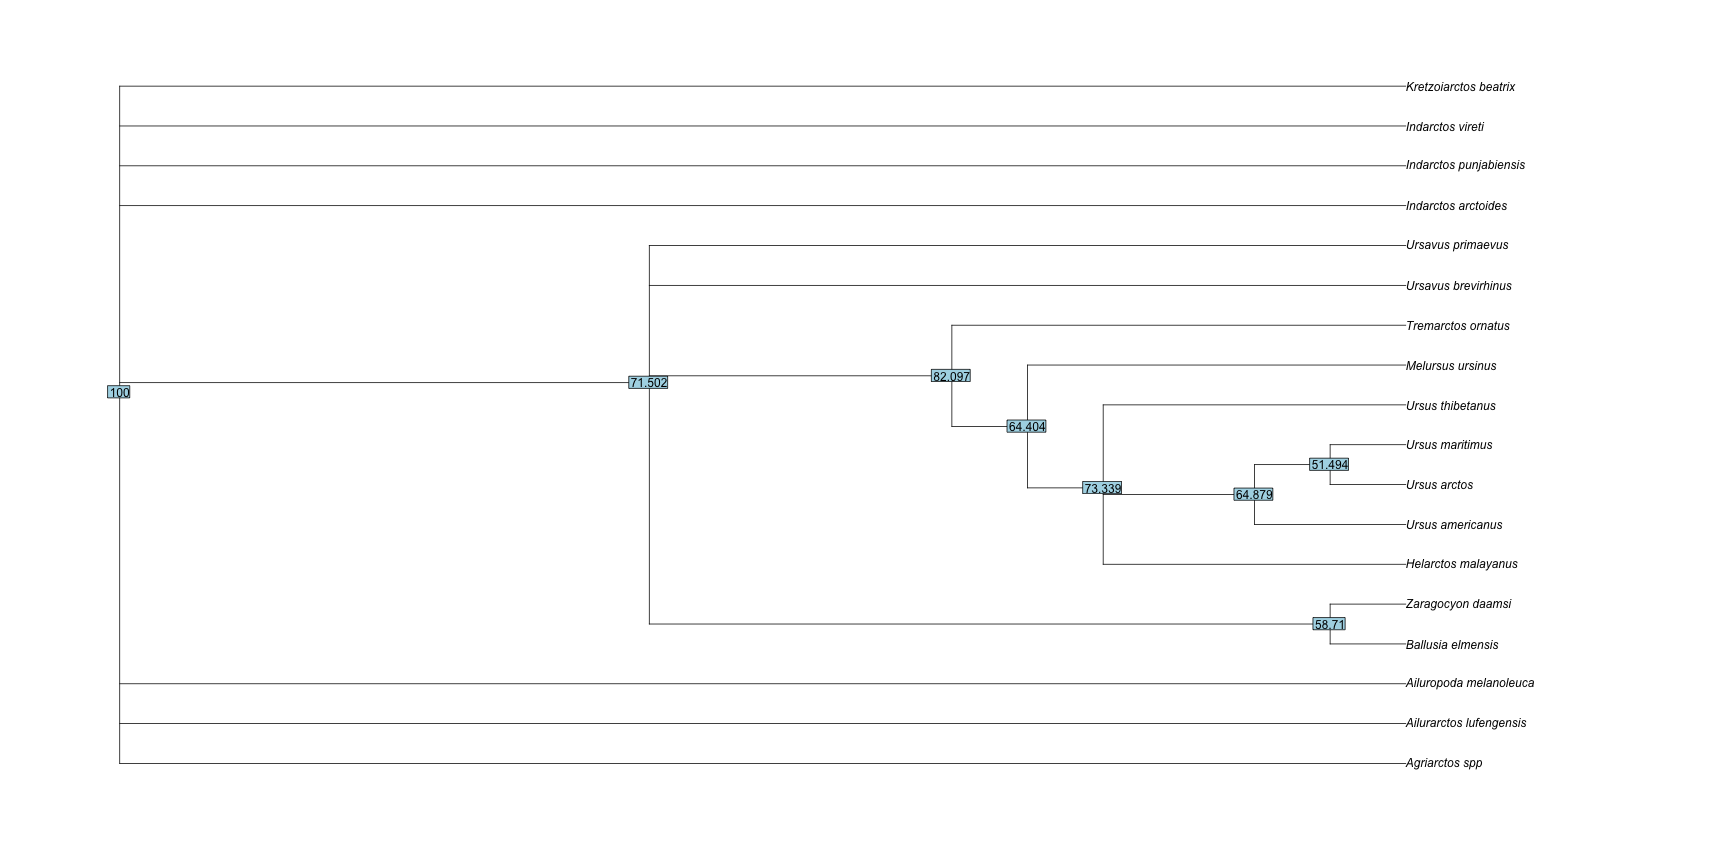 Kretzoiarctos beatrix
Indarctos vireti
Indarctos punjabiensis
Indarctos arctoides
Ursavus primaevus
Ursavus brevirhinus
Tremarctos ornatus
Melursus ursinus
82.097
71.502
100
Ursus thibetanus
64.404
Ursus maritimus
51.494
Ursus arctos
73.339
64.879
Ursus americanus
Helarctos malayanus
Zaragocyon daamsi
58.71
Ballusia elmensis
Ailuropoda melanoleuca
Ailurarctos lufengensis
Agriarctos spp